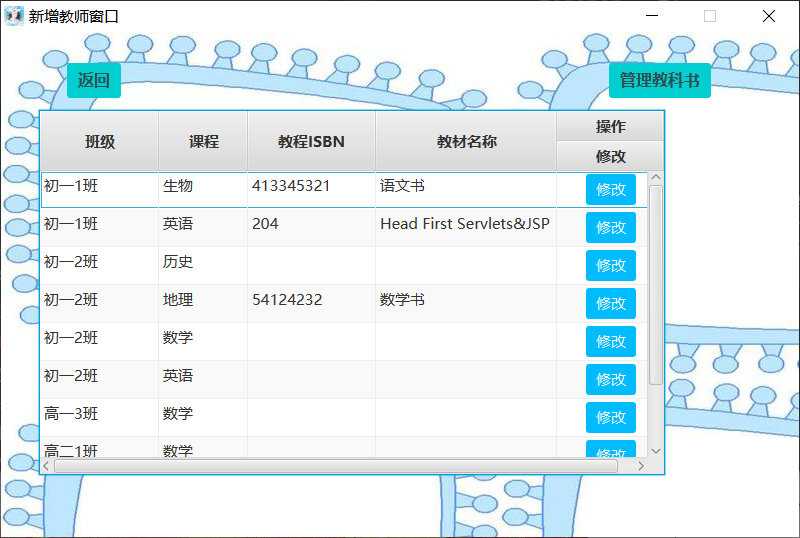 新增教师窗口
返回 管理教科书
班级 课程 教程ISBN 教材名称 操作
修改
初一1班 生物 413345321 语文书 修改
初一1班 英语 204 Head First Servlets&JSP 修改
初一2班 历史 修改
初一2班 地理 54124232 数学书 修改
初一2班 数学 修改
初一2班 英语 修改
高一3班 数学 修改
高二1班 数学 修改